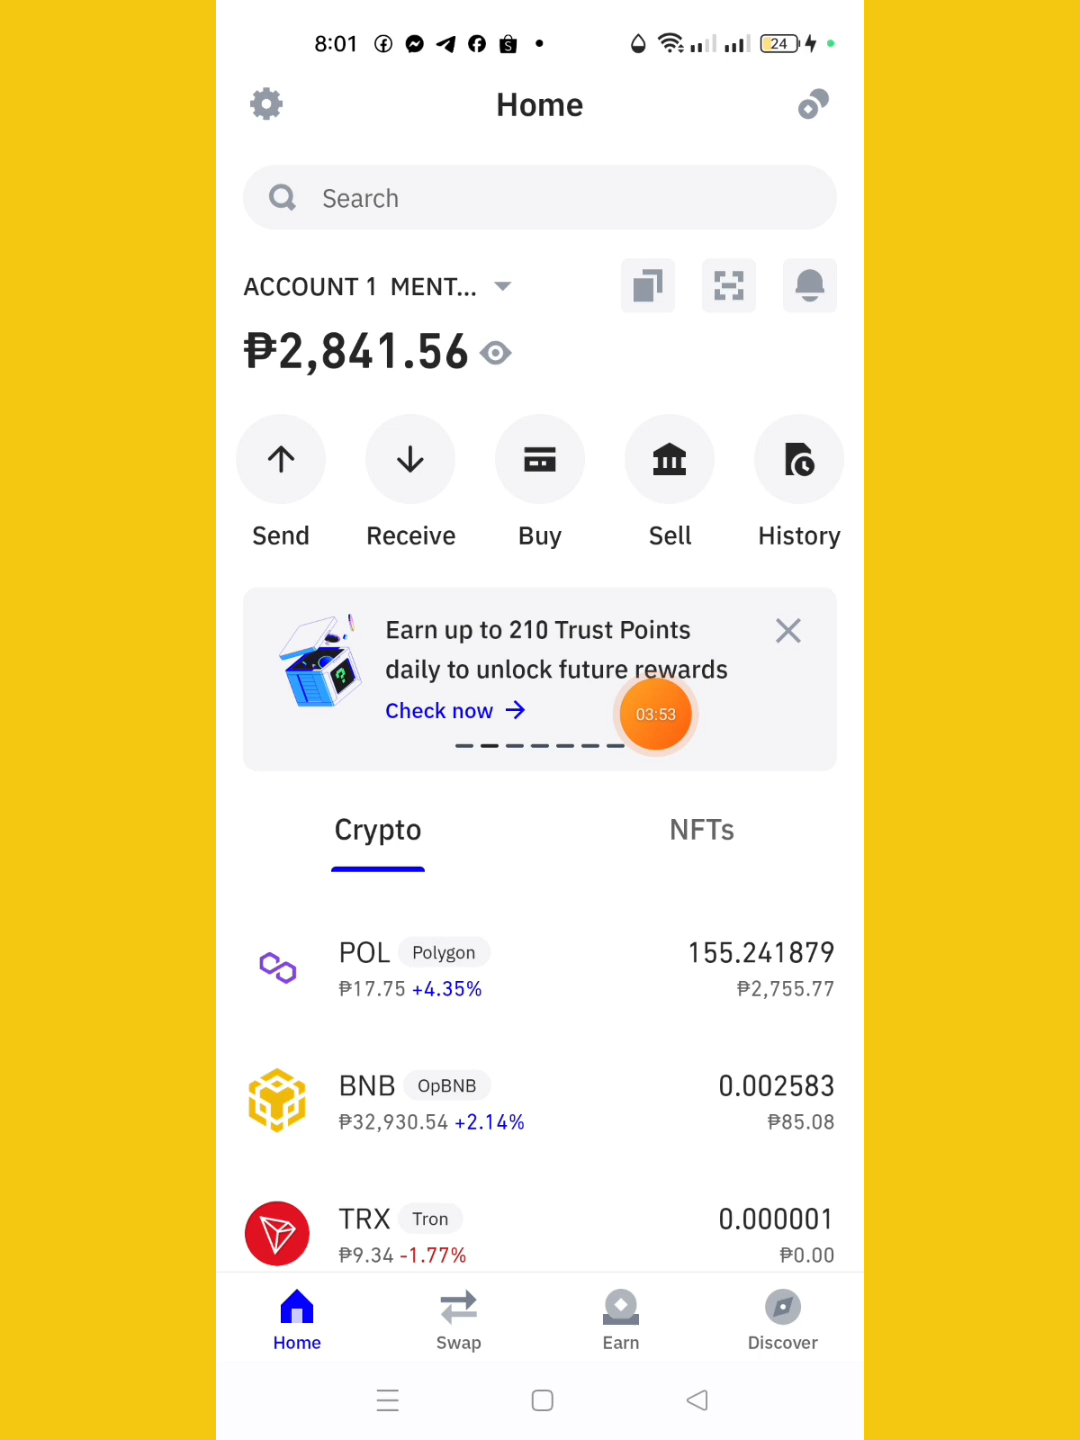 8:01
24
Home
Search
ACCOUNT 1 MENT...
₱2,841.56
Send Receive Buy Sell History
Earn up to 210 Trust Points
daily to unlock future rewards
Check now →
03:53
Crypto NFTs
POL Polygon 155.241879
₱17.75 +4.35% ₱2,755.77
BNB OpBNB 0.002583
₱32,930.54 +2.14% ₱85.08
TRX Tron 0.000001
₱9.34 -1.77% ₱0.00
Home Swap Earn Discover